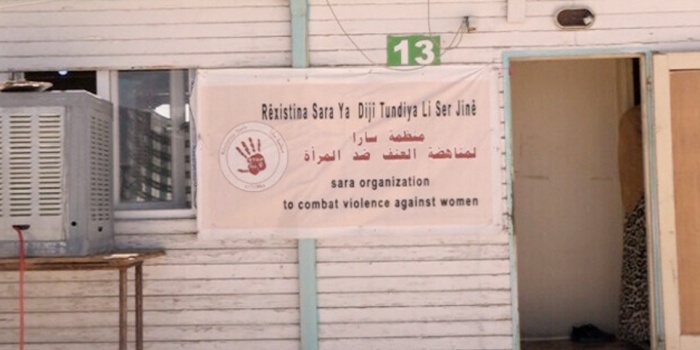 13
Rêxistina Sara Ya Diji Tundiya Li Ser Jinê
منظمة سارا
لمناهضة العنف ضد المرأة
sara organization
to combat violence against women